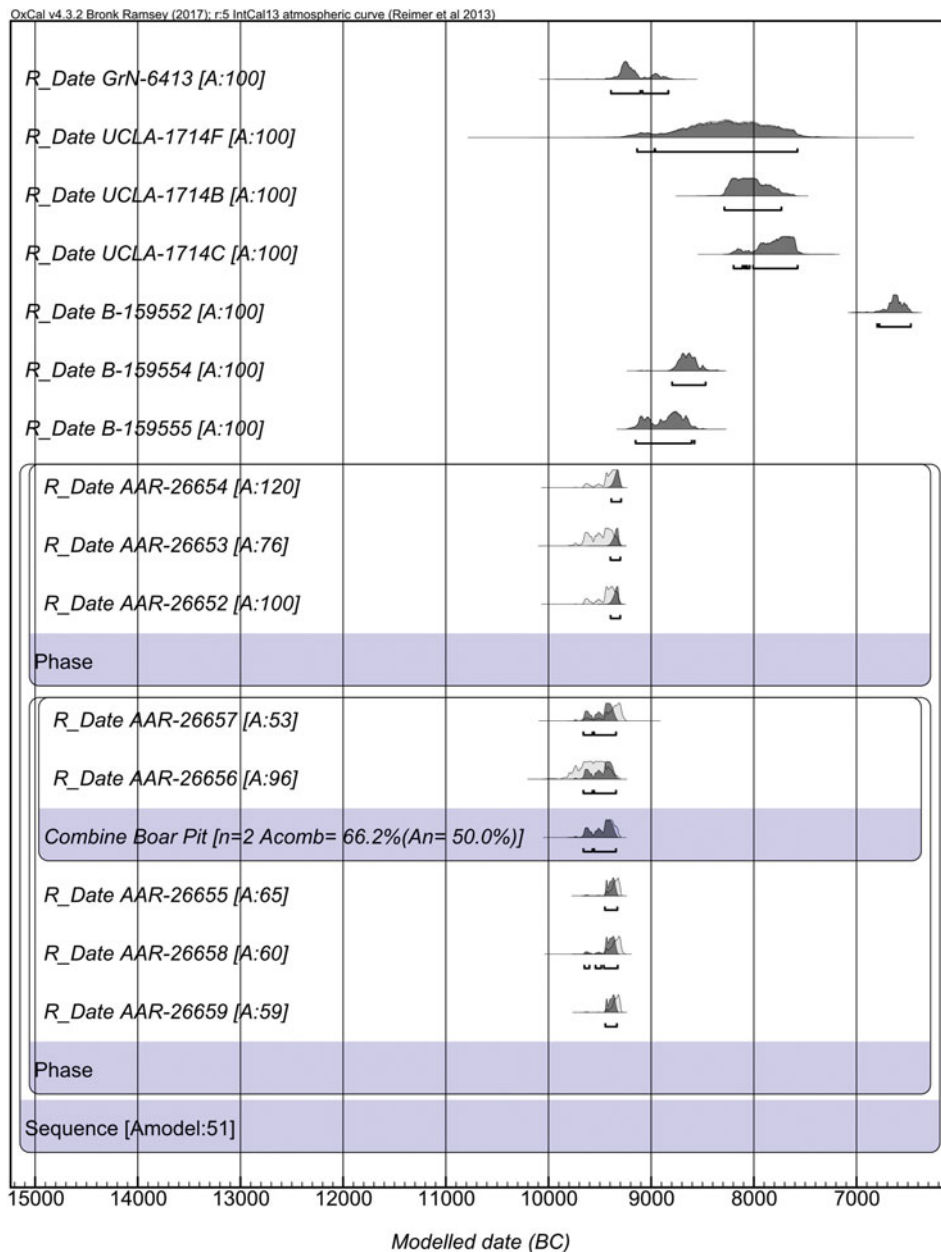 OxCal v4.3.2 Bronk Ramsey (2017); r:5 IntCal13 atmospheric curve (Reimer et al 2013)
R_Date GrN-6413 [A:100]
R_Date UCLA-1714F [A:100]
R_Date UCLA-1714B [A:100]
R_Date UCLA-1714C [A:100]
R_Date B-159552 [A:100]
R_Date B-159554 [A:100]
R_Date B-159555 [A:100]
R_Date AAR-26654 [A:120]
R_Date AAR-26653 [A:76]
R_Date AAR-26652 [A:100]
Phase
R_Date AAR-26657 [A:53]
R_Date AAR-26656 [A:96]
Combine Boar Pit [n=2 Acomb= 66.2%(An= 50.0%)]
R_Date AAR-26655 [A:65]
R_Date AAR-26658 [A:60]
R_Date AAR-26659 [A:59]
Phase
Sequence [Amodel:51]
15000 14000 13000 12000 11000 10000 9000 8000 7000
Modelled date (BC)